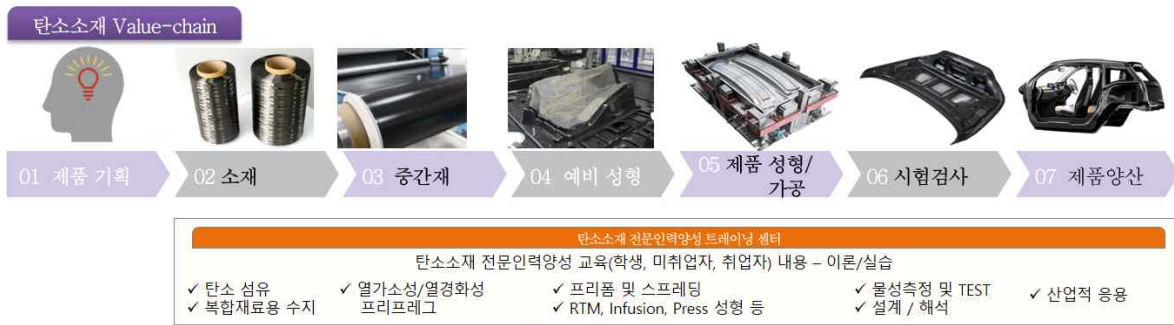 탄소소재 Value-chain
01 제품 기획
02 소재
03 중간재
04 예비 성형
05 제품 성형/
가공
06 시험검사
07 제품양산
탄소소재 전문인력양성 트레이닝 센터
탄소소재 전문인력양성 교육(학생, 미취업자, 취업자) 내용 – 이론/실습
✓ 탄소 섬유
✓ 복합재료용 수지
✓ 열가소성/열경화성
프리프레그
✓ 프리폼 및 스프레딩
✓ RTM, Infusion, Press 성형 등
✓ 물성측정 및 TEST
✓ 설계 / 해석
✓ 산업적 응용